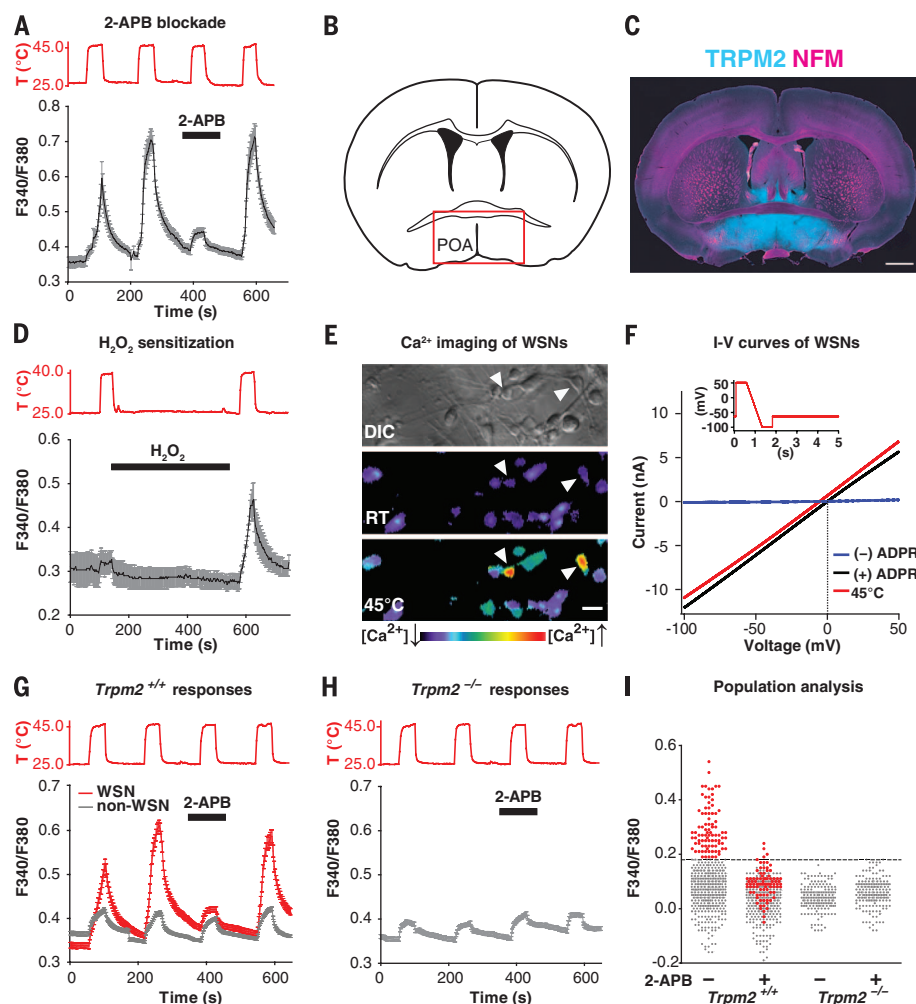 A
2-APB blockade
T (°C)
45.0
25.0
F340/F380
0.8
0.7
0.6
0.5
0.4
0.3
2-APB
0 200 400 600
Time (s)
B
POA
C
TRPM2 NFM
D
H₂O₂ sensitization
T (°C)
40.0
25.0
F340/F380
0.6
0.5
0.4
0.3
0.2
H₂O₂
0 200 400 600
Time (s)
E
Ca²⁺ imaging of WSNs
DIC
RT
45°C
[Ca²⁺]↓ [Ca²⁺]↑
F
I-V curves of WSNs
(mV)
50
0
-50
-100
0 1 2 3 4 5
(s)
Current (nA)
10
5
0
-5
-10
(–) ADPR
(+) ADPR
45°C
-100 -50 0 50
Voltage (mV)
G
Trpm2 +/+ responses
T (°C)
45.0
25.0
F340/F380
0.7
0.6
0.5
0.4
0.3
WSN
non-WSN
2-APB
0 200 400 600
Time (s)
H
Trpm2 –/– responses
T (°C)
45.0
25.0
0.7
0.6
0.5
0.4
0.3
2-APB
0 200 400 600
Time (s)
I
Population analysis
F340/F380
0.6
0.4
0.2
0.0
-0.2
2-APB – + – +
Trpm2 +/+ Trpm2 –/–